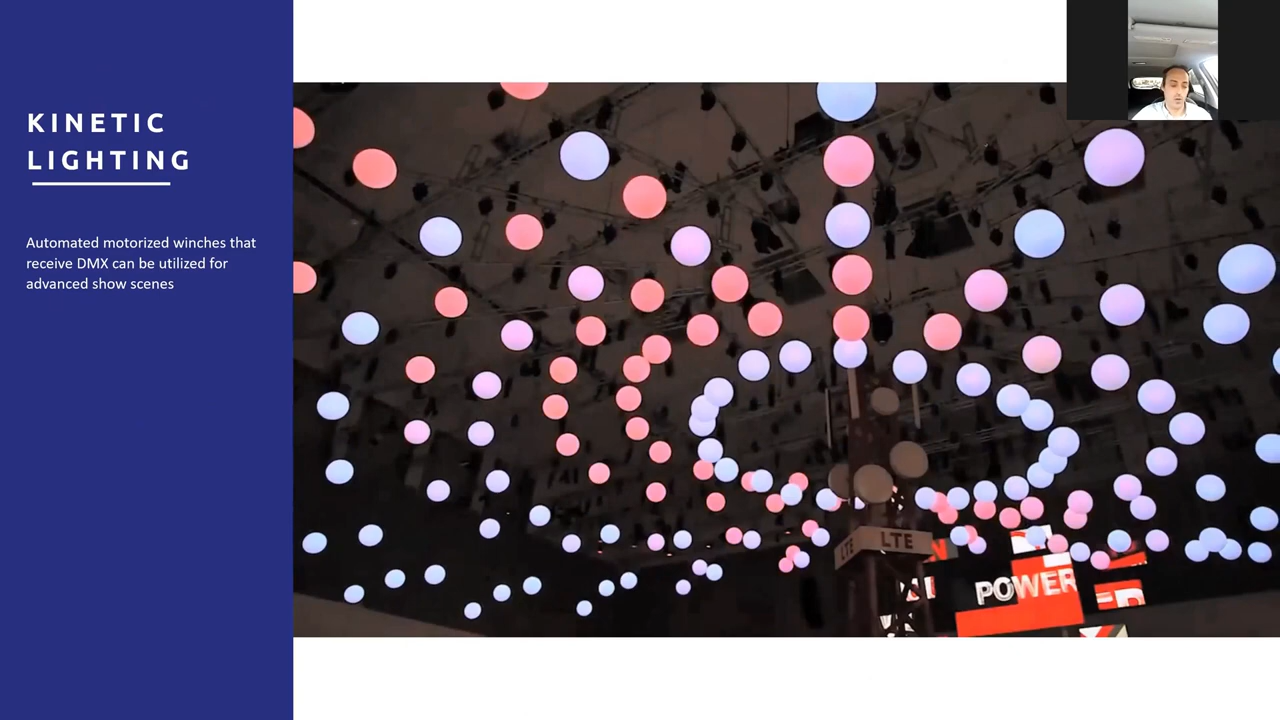 KINETIC
LIGHTING
Automated motorized winches that
receive DMX can be utilized for
advanced show scenes
LTE
LTE
POWER